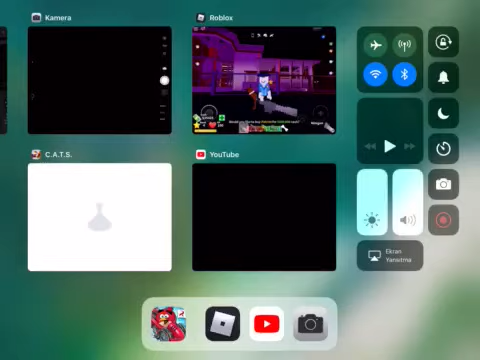 Kamera
Roblox
C.A.T.S.
YouTube
Ekran
Yansıtma